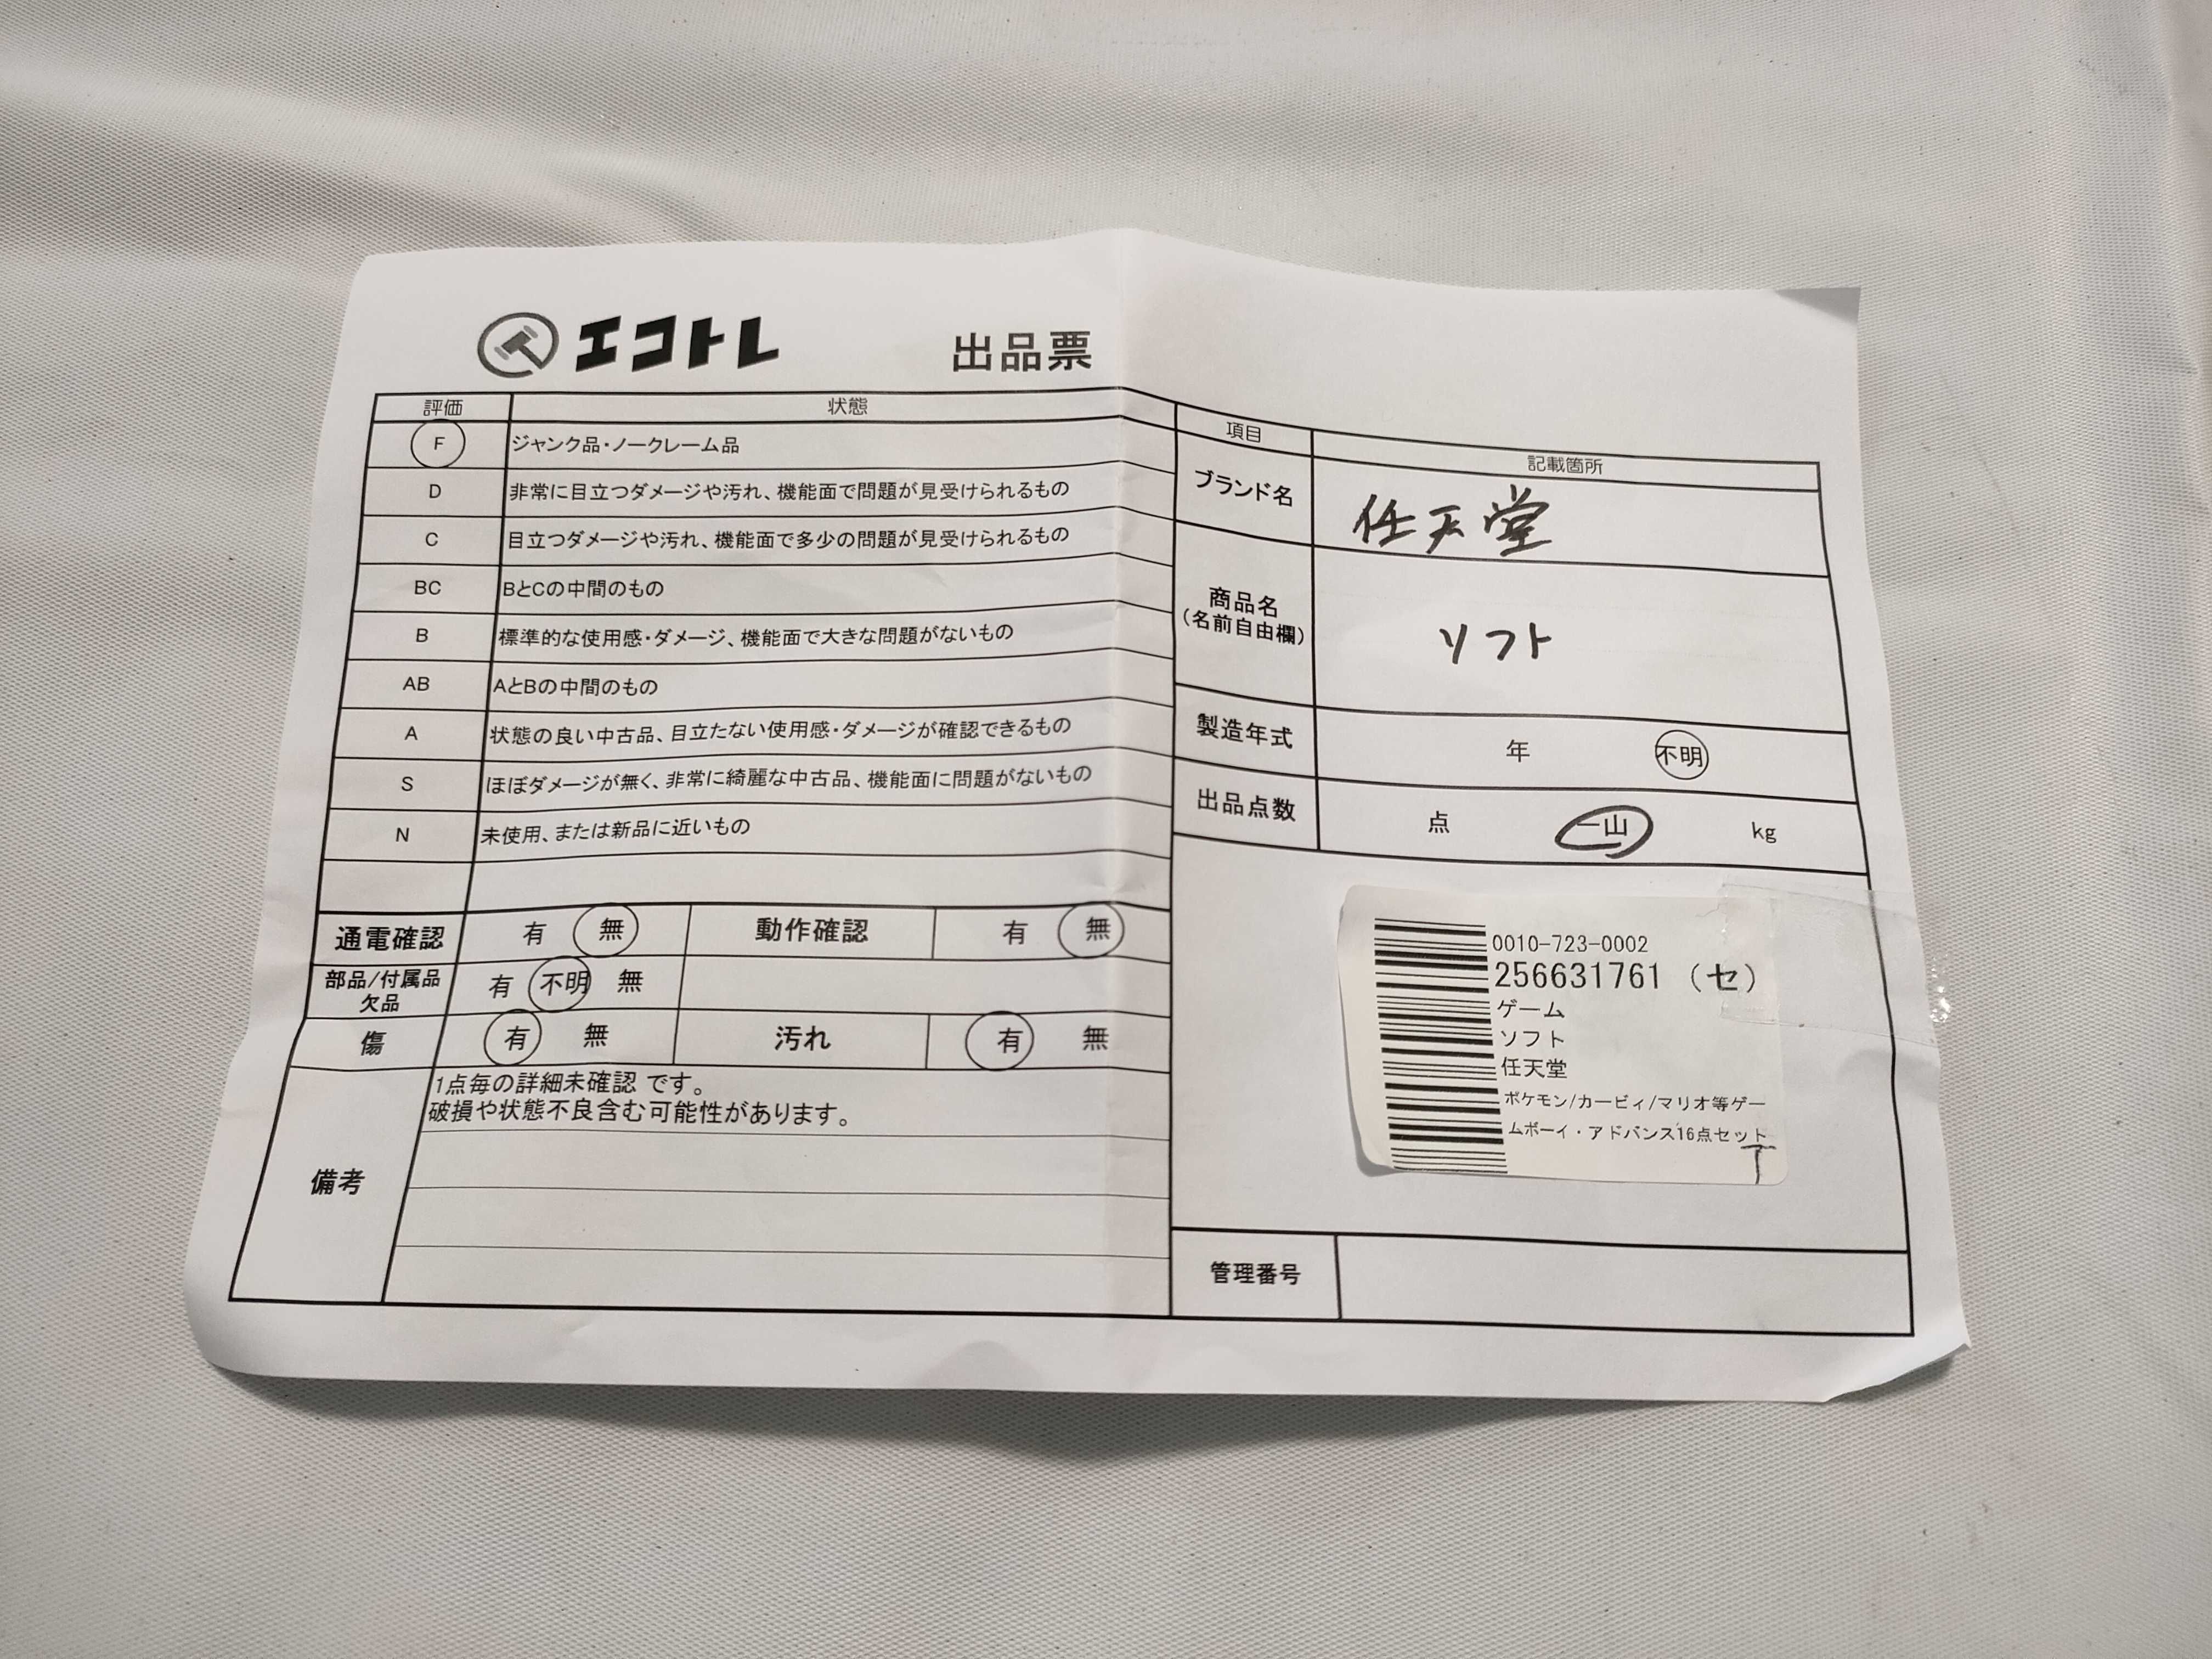 エコトレ 出品票
評価 状態
F ジャンク品・ノークレーム品
D 非常に目立つダメージや汚れ、機能面で問題が見受けられるもの
C 目立つダメージや汚れ、機能面で多少の問題が見受けられるもの
BC BとCの中間のもの
B 標準的な使用感・ダメージ、機能面で大きな問題がないもの
AB AとBの中間のもの
A 状態の良い中古品、目立たない使用感・ダメージが確認できるもの
S ほぼダメージが無く、非常に綺麗な中古品、機能面に問題がないもの
N 未使用、または新品に近いもの
通電確認 有 無 動作確認 有 無
部品/付属品
欠品 有 不明 無
傷 有 無 汚れ 有 無
備考
1点毎の詳細未確認 です。
破損や状態不良含む可能性があります。
項目 記載箇所
ブランド名 任天堂
商品名
(名前自由欄) ソフト
製造年式 年 不明
出品点数 点 一山 kg
0010-723-0002
256631761 (セ)
ゲーム
ソフト
任天堂
ポケモン/カービィ/マリオ等ゲー
ムボーイ・アドバンス16点セット
T
管理番号